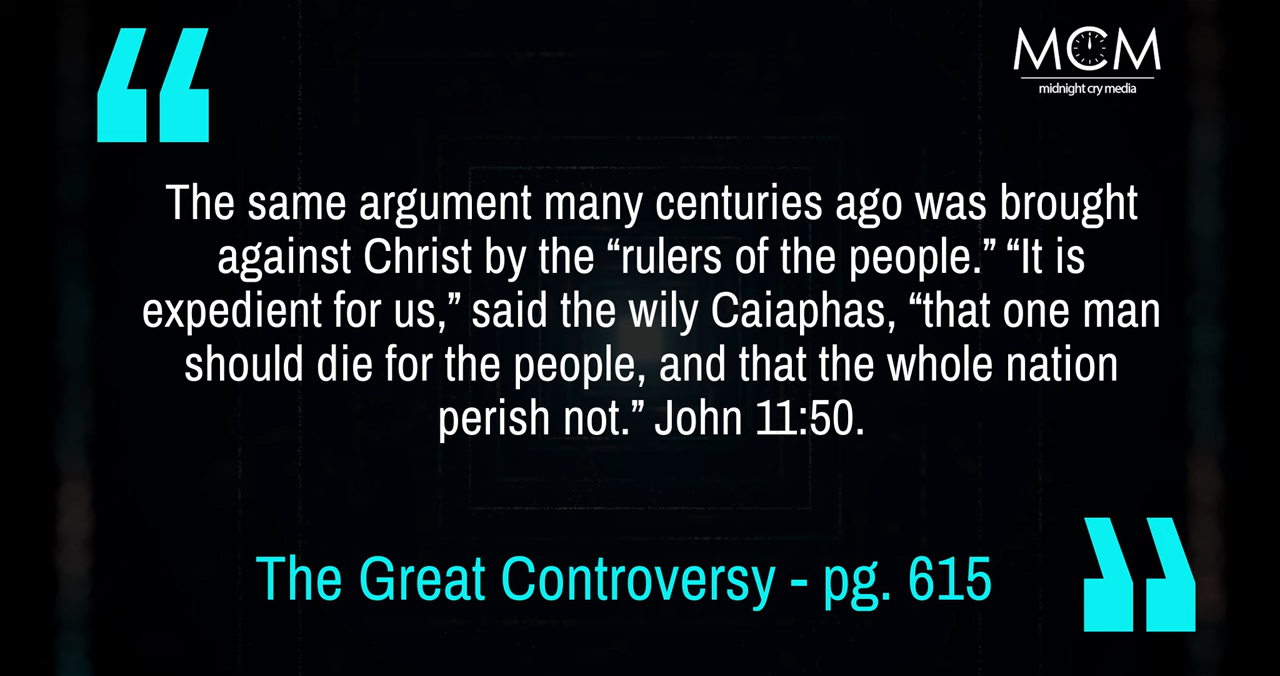 MCM
midnight cry media
“
The same argument many centuries ago was brought
against Christ by the “rulers of the people.” “It is
expedient for us,” said the wily Caiaphas, “that one man
should die for the people, and that the whole nation
perish not.” John 11:50.
The Great Controversy - pg. 615
”